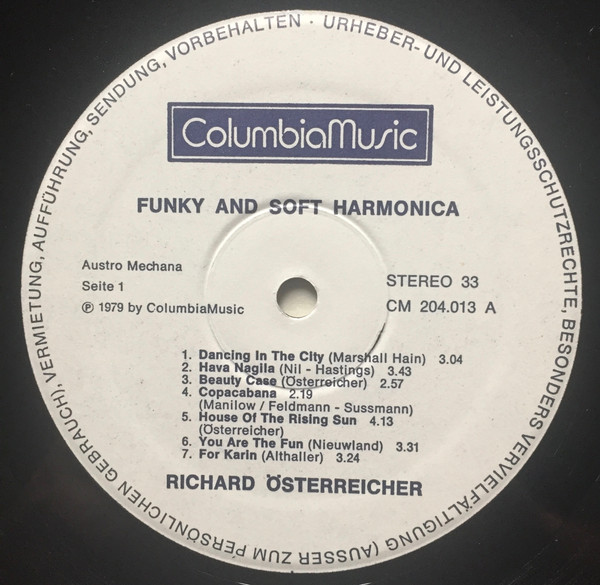 URHEBER- UND LEISTUNGSSCHUTZRECHTE, BESONDERS VERVIELFÄLTIGUNG (AUSSER ZUM PERSÖNLICHEN GEBRAUCH), VERMIETUNG, AUFFÜHRUNG, SENDUNG, VORBEHALTEN ·
ColumbiaMusic
FUNKY AND SOFT HARMONICA
Austro Mechana
Seite 1
℗ 1979 by ColumbiaMusic
STEREO 33
CM 204.013 A
1. Dancing In The City (Marshall Hain) 3.04
2. Hava Nagila (Nil - Hastings) 3.43
3. Beauty Case (Österreicher) 2.57
4. Copacabana 2.19
(Manilow / Feldmann - Sussmann)
5. House Of The Rising Sun 4.13
(Österreicher)
6. You Are The Fun (Nieuwland) 3.31
7. For Karin (Althaller) 3.24
RICHARD ÖSTERREICHER